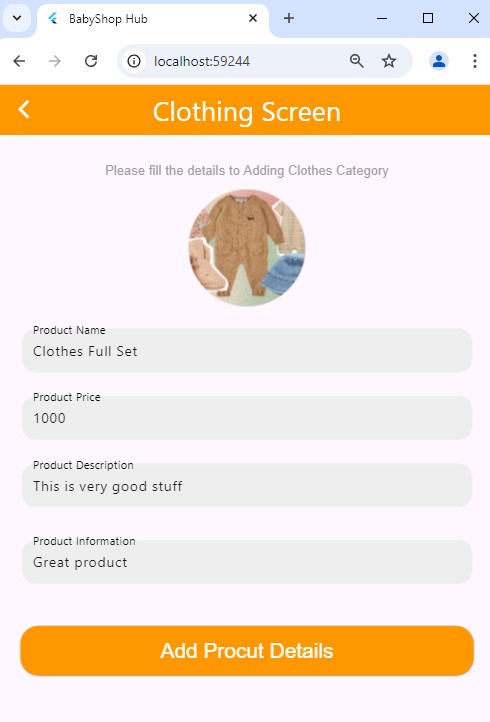 BabyShop Hub
localhost:59244
Clothing Screen
Please fill the details to Adding Clothes Category
Product Name
Clothes Full Set
Product Price
1000
Product Description
This is very good stuff
Product Information
Great product
Add Procut Details